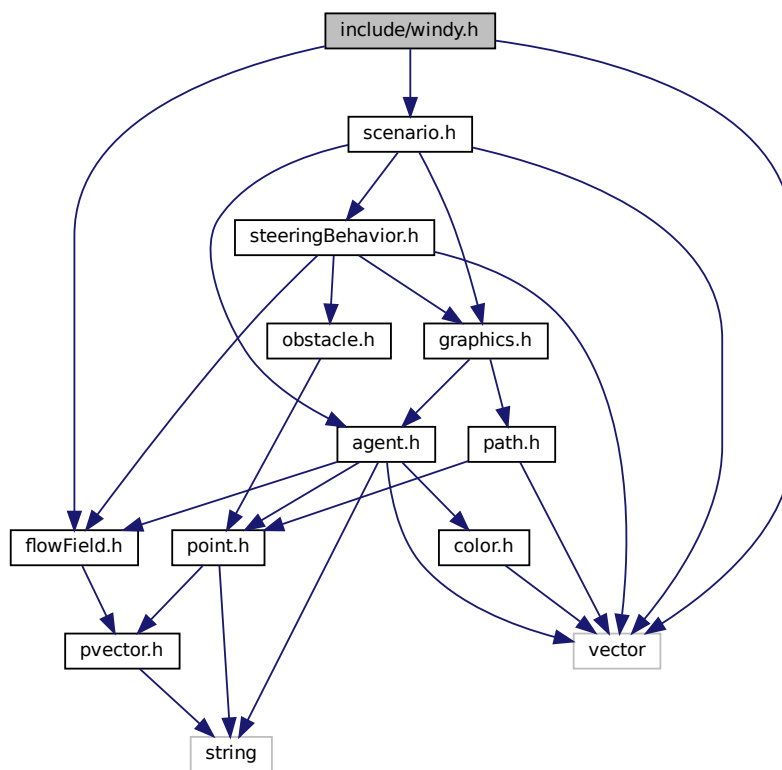 include/windy.h
scenario.h
steeringBehavior.h
obstacle.h
graphics.h
agent.h
path.h
flowField.h
point.h
color.h
pvector.h
vector
string